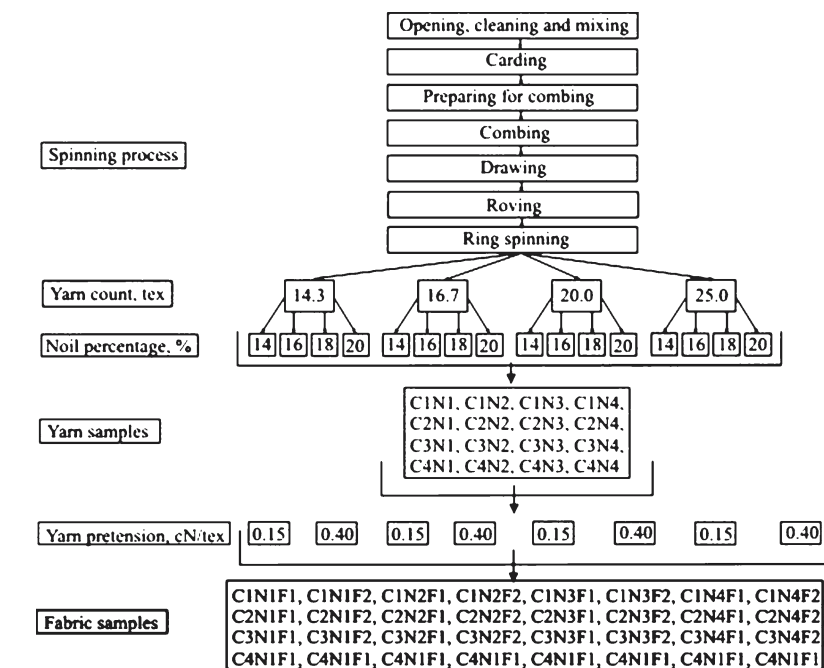 Opening, cleaning and mixing
Carding
Preparing for combing
Combing
Spinning process
Drawing
Roving
Ring spinning
Yarn count, tex 14.3 16.7 20.0 25.0
Noil percentage, % 14 16 18 20 14 16 18 20 14 16 18 20 14 16 18 20
C1N1, C1N2, C1N3, C1N4,
Yarn samples C2N1, C2N2, C2N3, C2N4,
C3N1, C3N2, C3N3, C3N4,
C4N1, C4N2, C4N3, C4N4
Yarn pretension, cN/tex 0.15 0.40 0.15 0.40 0.15 0.40 0.15 0.40
C1N1F1, C1N1F2, C1N2F1, C1N2F2, C1N3F1, C1N3F2, C1N4F1, C1N4F2
Fabric samples C2N1F1, C2N1F2, C2N2F1, C2N2F2, C2N3F1, C2N3F2, C2N4F1, C2N4F2
C3N1F1, C3N1F2, C3N2F1, C3N2F2, C3N3F1, C3N3F2, C3N4F1, C3N4F2
C4N1F1, C4N1F1, C4N1F1, C4N1F1, C4N1F1, C4N1F1, C4N1F1, C4N1F1